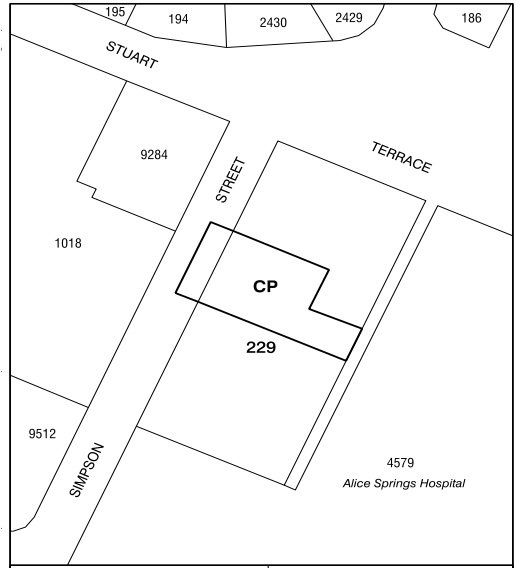 195
194
2430
2429
186
STUART
TERRACE
9284
STREET
1018
CP
229
9512
SIMPSON
4579
Alice Springs Hospital